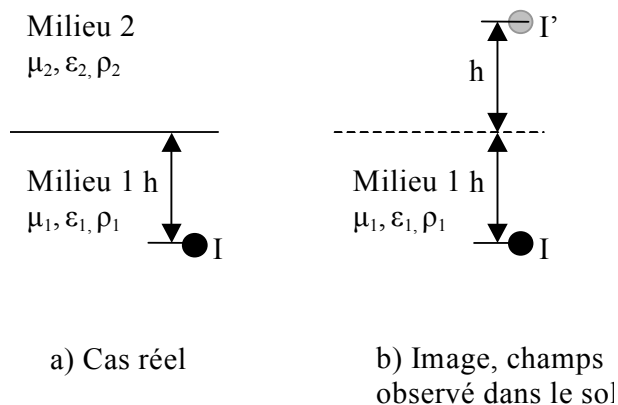 Milieu 2
μ₂, ε₂, ρ₂
Milieu 1 h
μ₁, ε₁, ρ₁
I
a) Cas réel
I’
h
Milieu 1 h
μ₁, ε₁, ρ₁
I
b) Image, champs
observé dans le sol